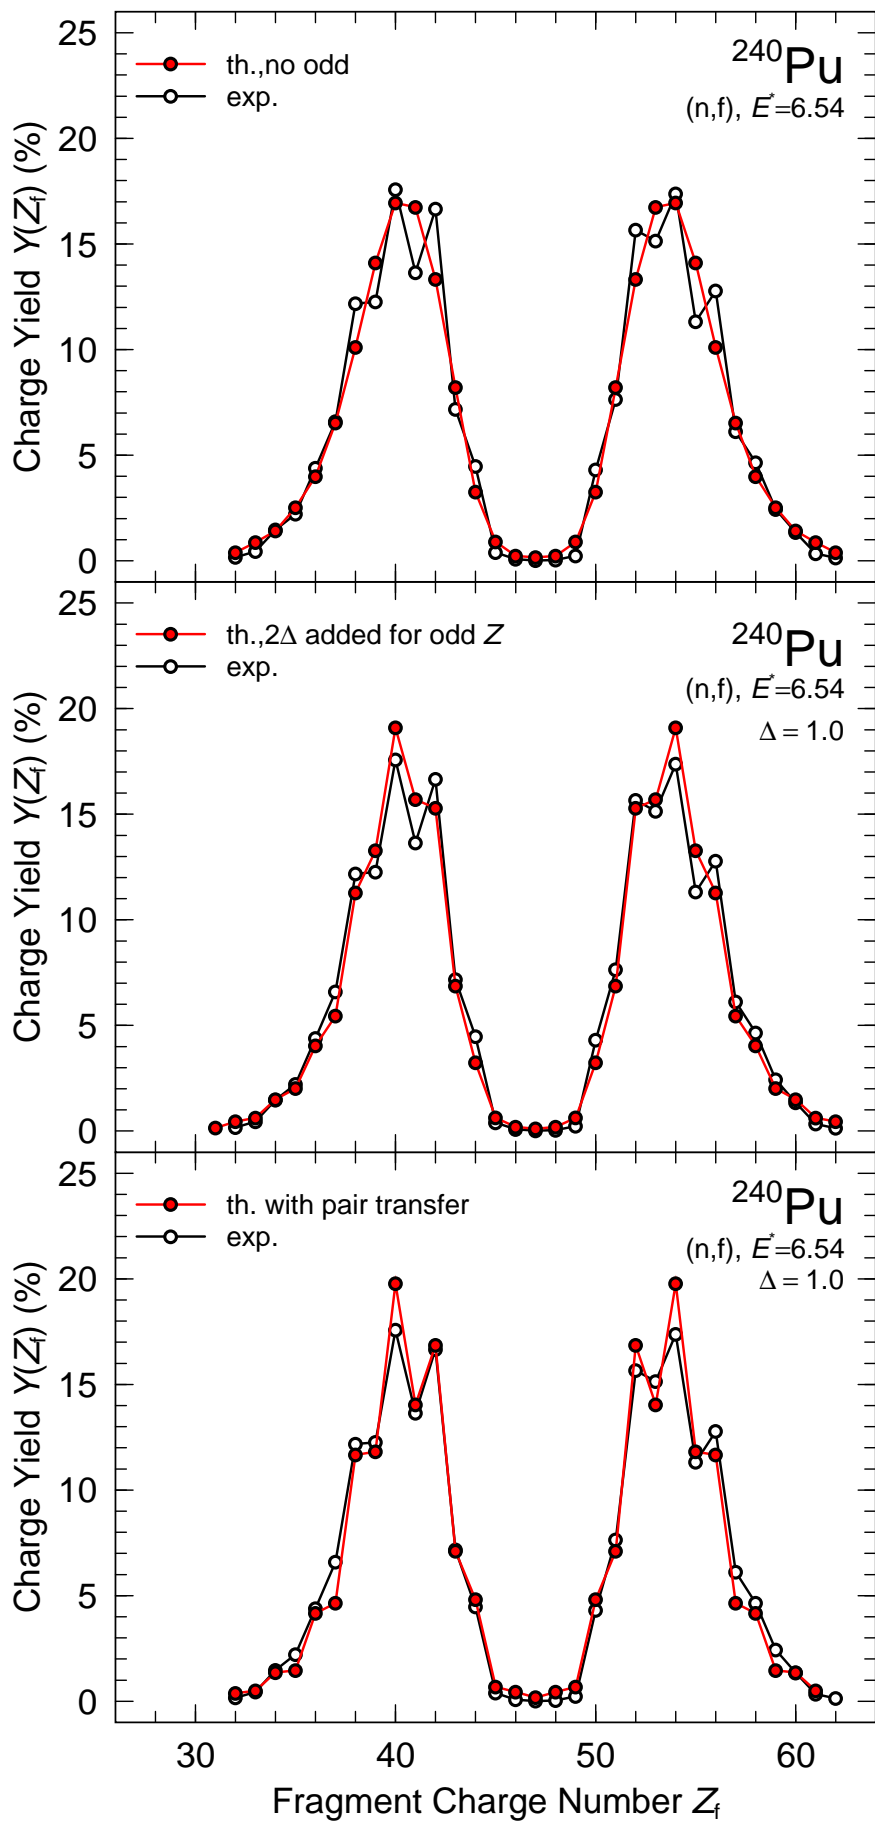 25
20
15
10
5
0
Charge Yield Y(Zf) (%)
th.,no odd
exp.
240Pu
(n,f), E*=6.54
25
20
15
10
5
0
Charge Yield Y(Zf) (%)
th.,2Δ added for odd Z
exp.
240Pu
(n,f), E*=6.54
Δ = 1.0
25
20
15
10
5
0
Charge Yield Y(Zf) (%)
th. with pair transfer
exp.
240Pu
(n,f), E*=6.54
Δ = 1.0
30 40 50 60
Fragment Charge Number Zf